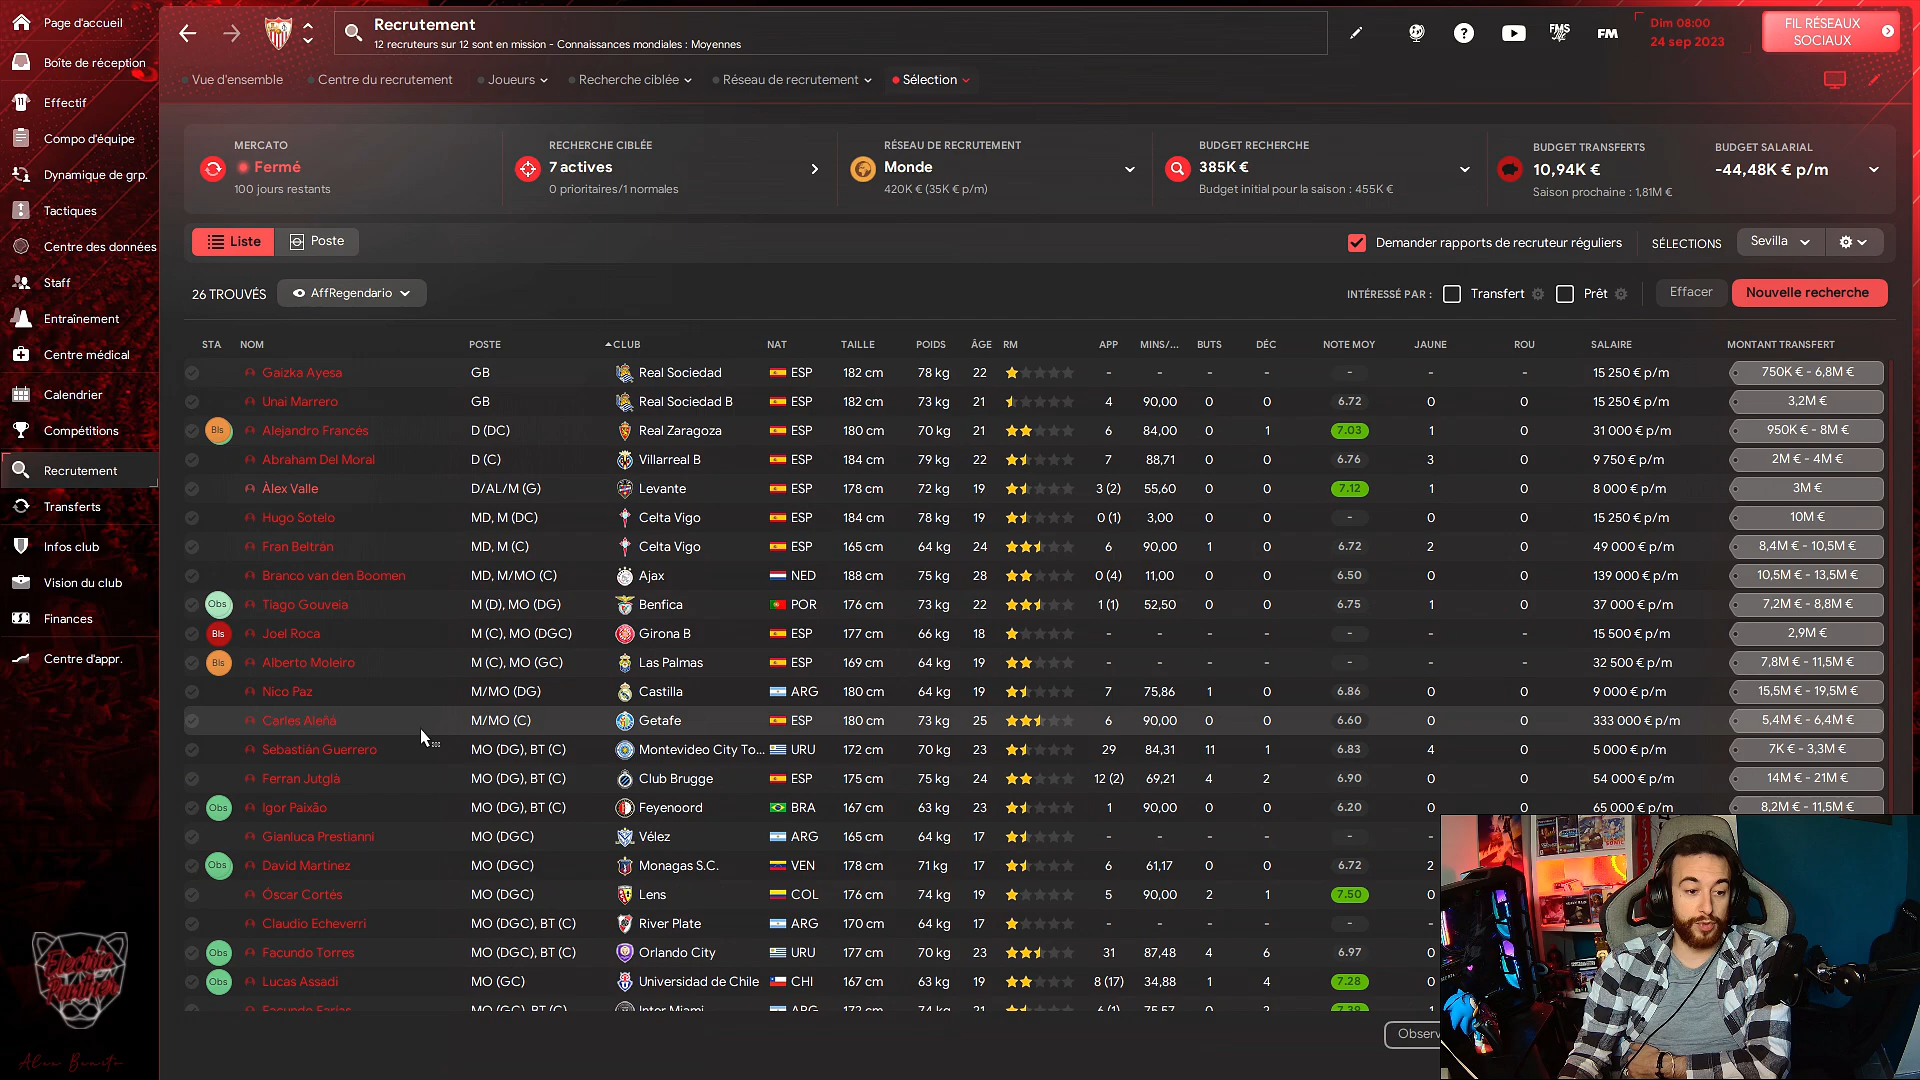 Page d'accueil
Boîte de réception
Effectif
Compo d'équipe
Dynamique de grp.
Tactiques
Centre des données
Staff
Entraînement
Centre médical
Calendrier
Compétitions
Recrutement
Transferts
Infos club
Vision du club
Finances
Centre d'appr.
Recrutement
12 recruteurs sur 12 sont en mission - Connaissances mondiales : Moyennes
FMS
FM
Dim 08:00
24 sep 2023
FIL RÉSEAUX
SOCIAUX
Vue d'ensemble Centre du recrutement Joueurs Recherche ciblée Réseau de recrutement Sélection
MERCATO
Fermé
100 jours restants
RECHERCHE CIBLÉE
7 actives
0 prioritaires/1 normales
RÉSEAU DE RECRUTEMENT
Monde
420K € (35K € p/m)
BUDGET RECHERCHE
385K €
Budget initial pour la saison : 455K €
BUDGET TRANSFERTS
10,94K €
Saison prochaine : 1,81M €
BUDGET SALARIAL
-44,48K € p/m
Liste Poste
Demander rapports de recruteur réguliers SÉLECTIONS Sevilla
26 TROUVÉS AffRegendario
INTÉRESSÉ PAR : Transfert Prêt Effacer Nouvelle recherche
STA NOM POSTE CLUB NAT TAILLE POIDS ÂGE RM APP MINS/... BUTS DÉC NOTE MOY JAUNE ROU SALAIRE MONTANT TRANSFERT
Gaizka Ayesa GB Real Sociedad ESP 182 cm 78 kg 22 - - - - - - - 15 250 € p/m 750K € - 6,8M €
Unai Marrero GB Real Sociedad B ESP 182 cm 73 kg 21 4 90,00 0 0 6.72 0 0 15 250 € p/m 3,2M €
Bls Alejandro Francés D (DC) Real Zaragoza ESP 180 cm 70 kg 21 6 84,00 0 1 7.03 1 0 31 000 € p/m 950K € - 8M €
Abraham Del Moral D (C) Villarreal B ESP 184 cm 79 kg 22 7 88,71 0 0 6.76 3 0 9 750 € p/m 2M € - 4M €
Àlex Valle D/AL/M (G) Levante ESP 178 cm 72 kg 19 3 (2) 55,60 0 0 7.12 1 0 8 000 € p/m 3M €
Hugo Sotelo MD, M (DC) Celta Vigo ESP 184 cm 78 kg 19 0 (1) 3,00 0 0 - 0 0 15 250 € p/m 10M €
Fran Beltrán MD, M (C) Celta Vigo ESP 165 cm 64 kg 24 6 90,00 1 0 6.72 2 0 49 000 € p/m 8,4M € - 10,5M €
Branco van den Boomen MD, M/MO (C) Ajax NED 188 cm 75 kg 28 0 (4) 11,00 0 0 6.50 0 0 139 000 € p/m 10,5M € - 13,5M €
Obs Tiago Gouveia M (D), MO (DG) Benfica POR 176 cm 73 kg 22 1 (1) 52,50 0 0 6.75 1 0 37 000 € p/m 7,2M € - 8,8M €
Bls Joel Roca M (C), MO (DGC) Girona B ESP 177 cm 66 kg 18 - - - - - - - 15 500 € p/m 2,9M €
Bls Alberto Moleiro M (C), MO (GC) Las Palmas ESP 169 cm 64 kg 19 - - - - - - - 32 500 € p/m 7,8M € - 11,5M €
Nico Paz M/MO (DG) Castilla ARG 180 cm 64 kg 19 7 75,86 1 0 6.86 0 0 9 000 € p/m 15,5M € - 19,5M €
Carles Aleñá M/MO (C) Getafe ESP 180 cm 73 kg 25 6 90,00 0 0 6.60 0 0 333 000 € p/m 5,4M € - 6,4M €
Sebastián Guerrero MO (DG), BT (C) Montevideo City To... URU 172 cm 70 kg 23 29 84,31 11 1 6.83 4 0 5 000 € p/m 7K € - 3,3M €
Ferran Jutglà MO (DG), BT (C) Club Brugge ESP 175 cm 75 kg 24 12 (2) 69,21 4 2 6.90 0 0 54 000 € p/m 14M € - 21M €
Obs Igor Paixão MO (DG), BT (C) Feyenoord BRA 167 cm 63 kg 23 1 90,00 0 0 6.20 0 0 65 000 € p/m 8,2M € - 11,5M €
Gianluca Prestianni MO (DGC) Vélez ARG 165 cm 64 kg 17 - - - - -
Obs David Martínez MO (DGC) Monagas S.C. VEN 178 cm 71 kg 17 6 61,17 0 0 6.72 2
Óscar Cortés MO (DGC) Lens COL 176 cm 74 kg 19 5 90,00 2 1 7.50 0
Claudio Echeverri MO (DGC), BT (C) River Plate ARG 170 cm 64 kg 17 - - - - -
Obs Facundo Torres MO (DGC), BT (C) Orlando City URU 177 cm 70 kg 23 31 87,48 4 6 6.97 0
Obs Lucas Assadi MO (GC) Universidad de Chile CHI 167 cm 63 kg 19 8 (17) 34,88 1 4 7.28 0
Facundo Farías MO (GC), BT (C) Inter Miami ARG 172 cm 74 kg 21 6 (1) 75,57 0 2 7.29 1
Observ
Alex Benito